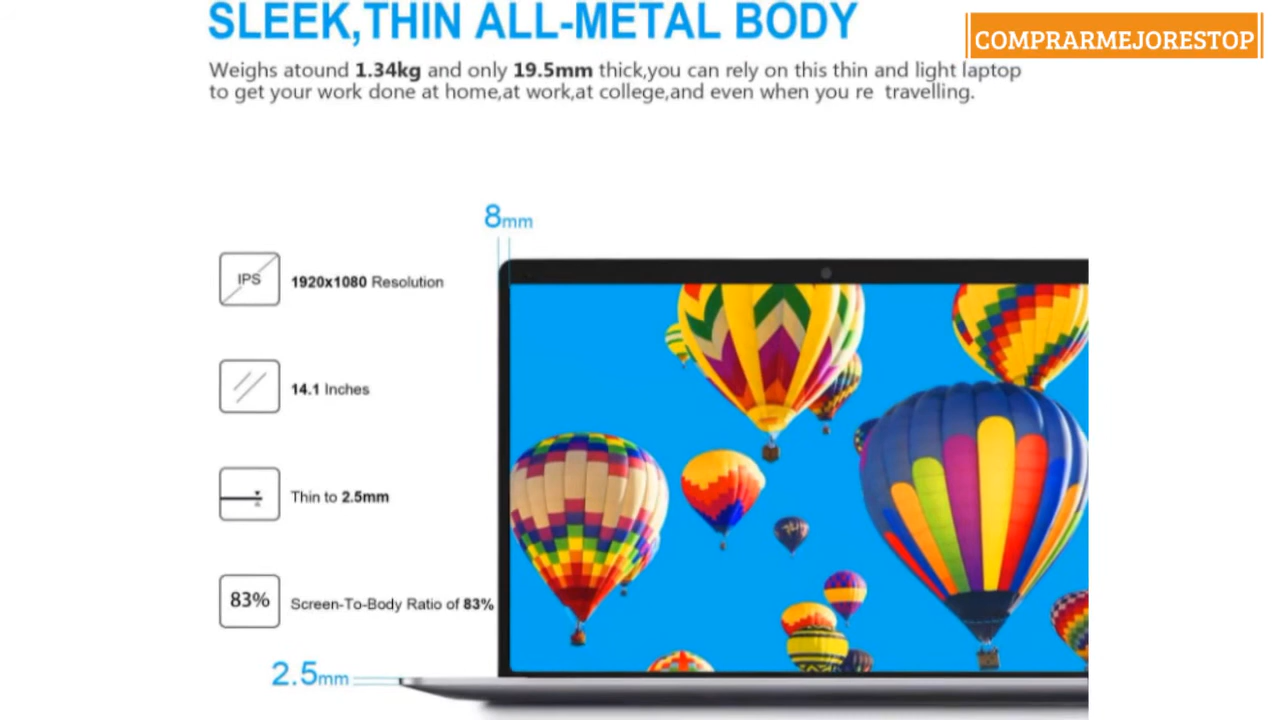 SLEEK,THIN ALL-METAL BODY
COMPRARMEJORESTOP
Weighs atound 1.34kg and only 19.5mm thick,you can rely on this thin and light laptop
to get your work done at home,at work,at college,and even when you re travelling.
8mm
IPS
1920x1080 Resolution
14.1 Inches
Thin to 2.5mm
83%
Screen-To-Body Ratio of 83%
2.5mm